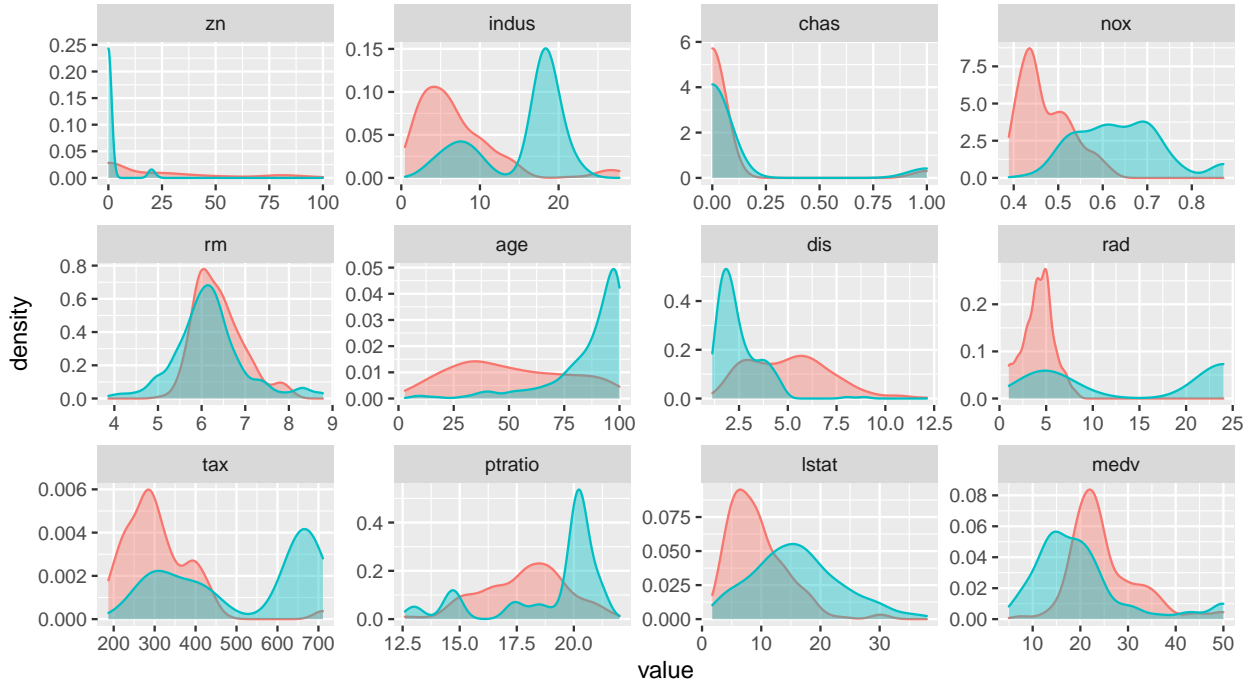 zn indus chas nox
0.25 0.20 0.15 0.10 0.05 0.00
0 25 50 75 100
0.15 0.10 0.05 0.00
0 10 20
6 4 2 0
0.00 0.25 0.50 0.75 1.00
7.5 5.0 2.5 0.0
0.4 0.5 0.6 0.7 0.8
rm age dis rad
0.8 0.6 0.4 0.2 0.0
4 5 6 7 8 9
0.05 0.04 0.03 0.02 0.01 0.00
0 25 50 75 100
0.4 0.2 0.0
2.5 5.0 7.5 10.0 12.5
0.2 0.1 0.0
0 5 10 15 20 25
density
tax ptratio lstat medv
0.006 0.004 0.002 0.000
200 300 400 500 600 700
0.4 0.2 0.0
12.5 15.0 17.5 20.0
0.075 0.050 0.025 0.000
0 10 20 30
0.08 0.06 0.04 0.02 0.00
10 20 30 40 50
value